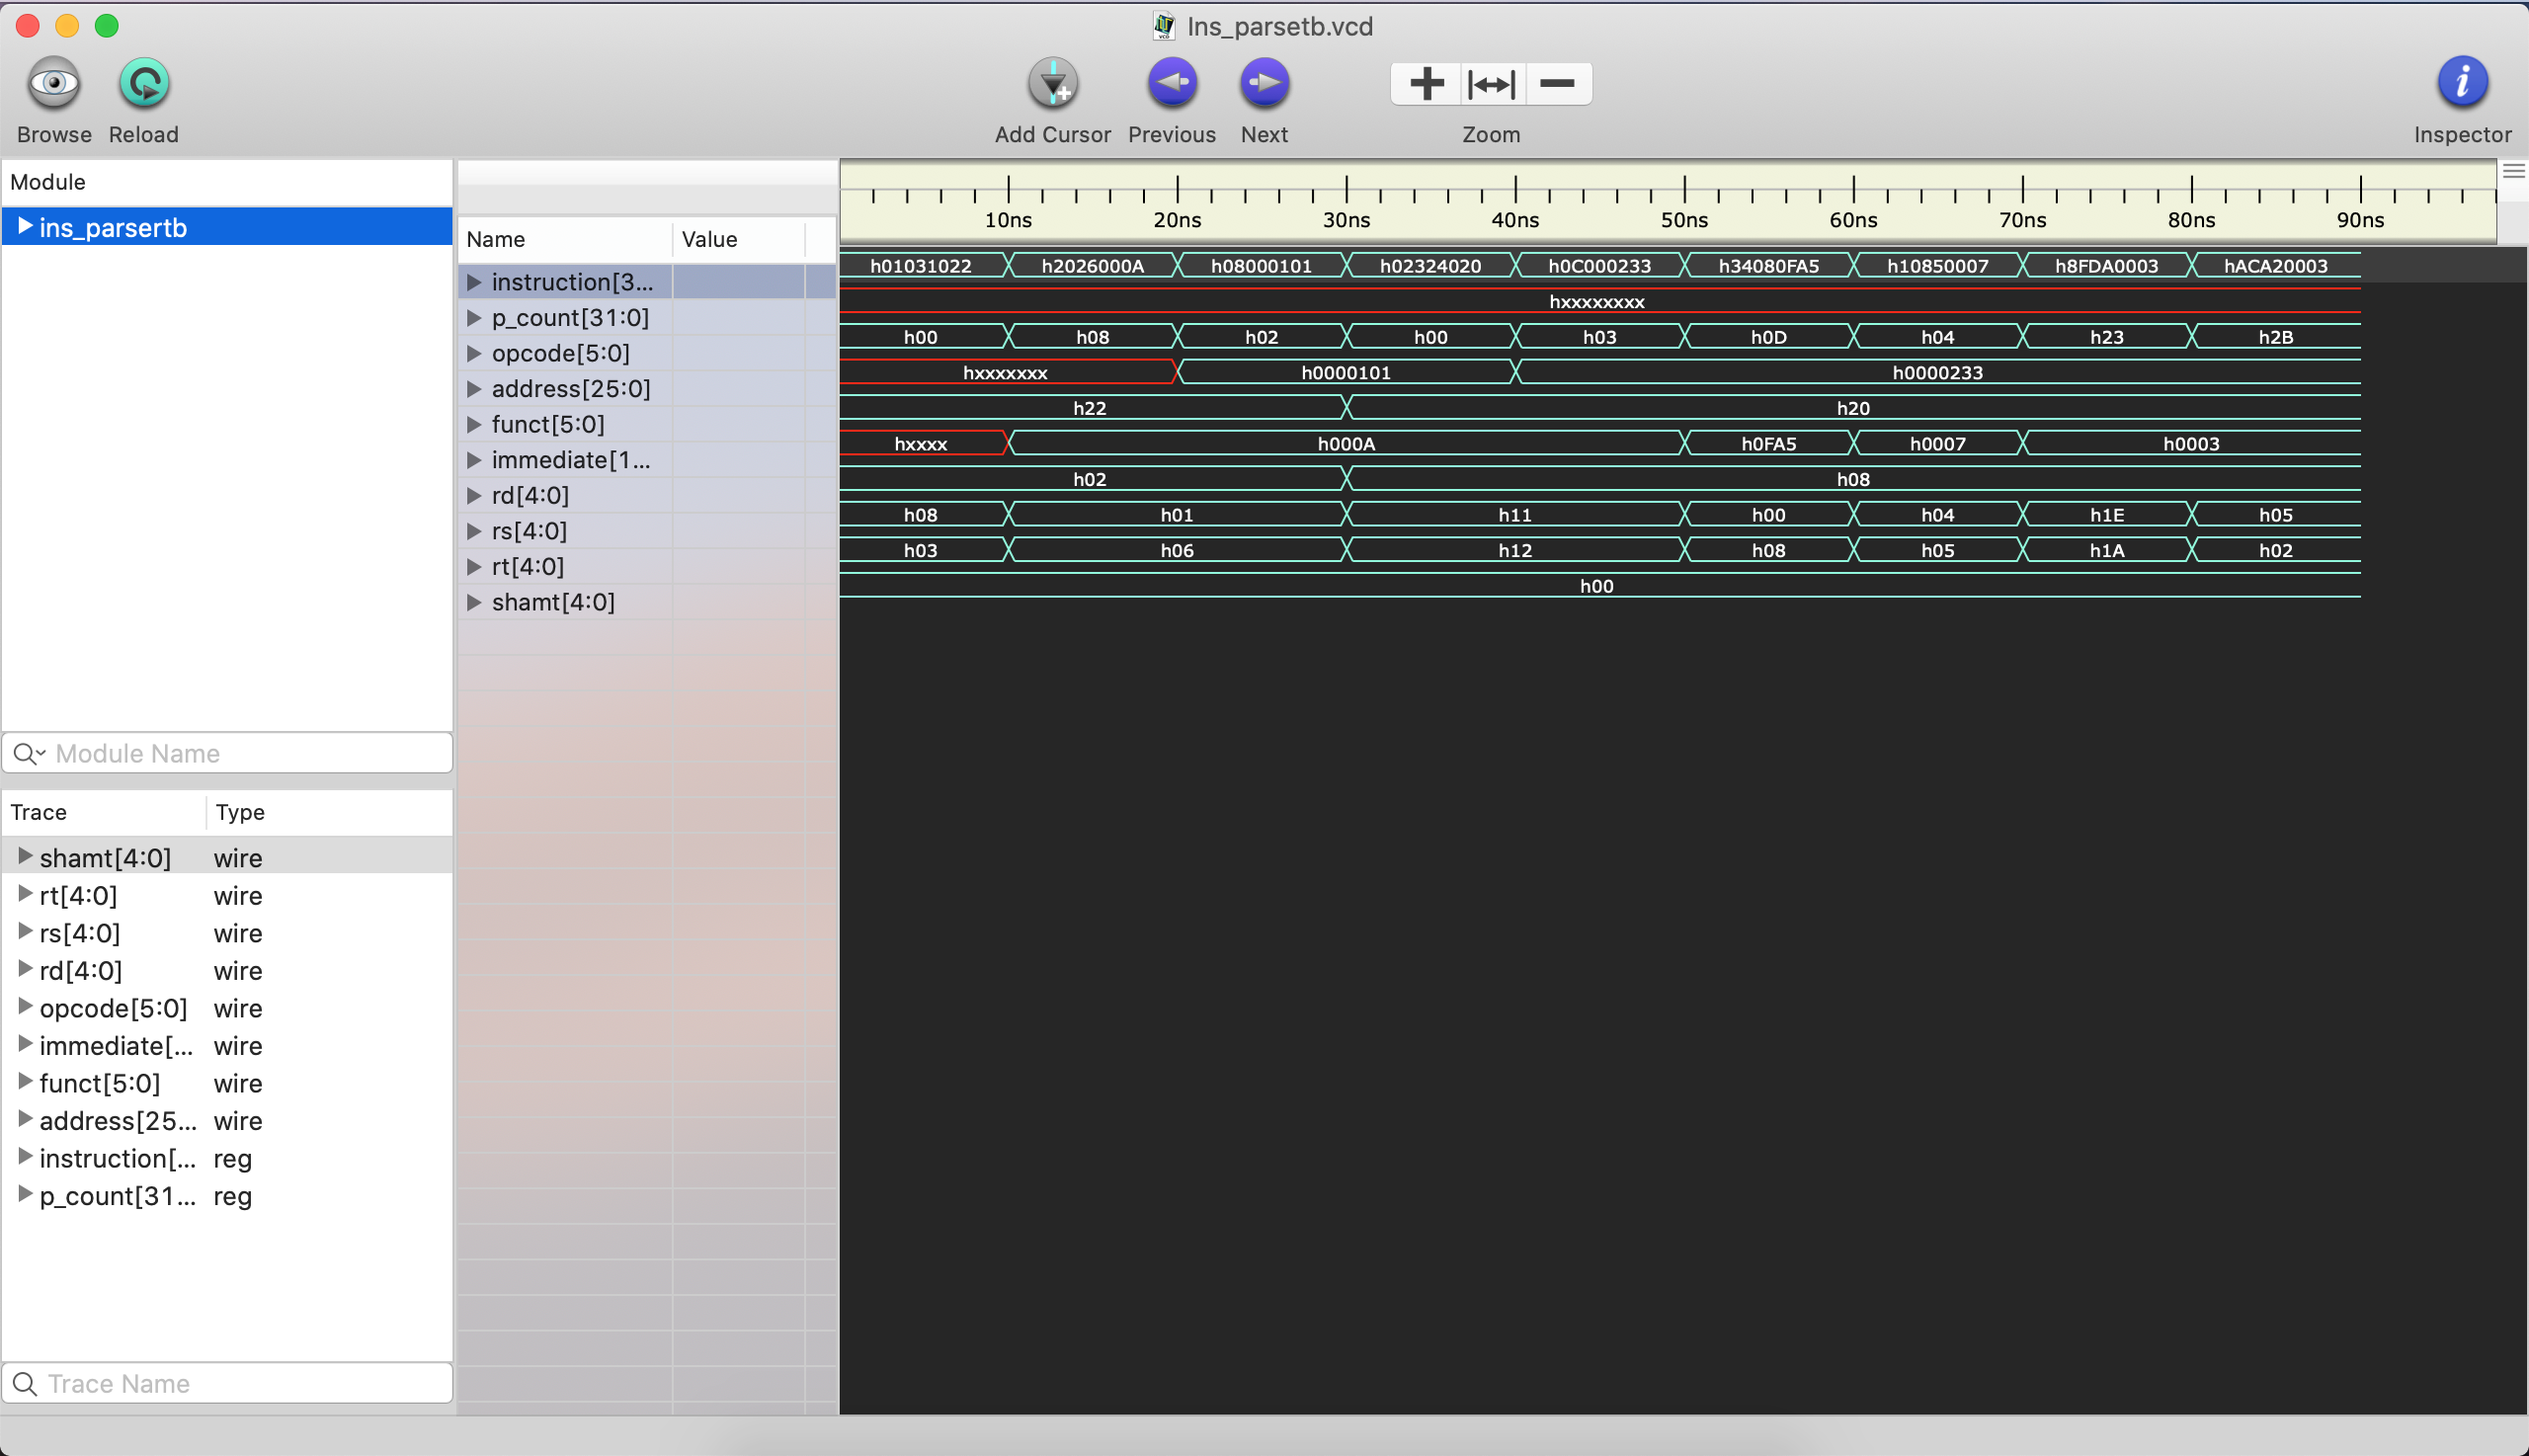 Ins_parsetb.vcd
Browse Reload Add Cursor Previous Next Zoom Inspector
Module
ins_parsertb
Module Name
Trace Type
shamt[4:0] wire
rt[4:0] wire
rs[4:0] wire
rd[4:0] wire
opcode[5:0] wire
immediate[... wire
funct[5:0] wire
address[25... wire
instruction[... reg
p_count[31... reg
Trace Name
Name Value
instruction[3...
p_count[31:0]
opcode[5:0]
address[25:0]
funct[5:0]
immediate[1...
rd[4:0]
rs[4:0]
rt[4:0]
shamt[4:0]
10ns 20ns 30ns 40ns 50ns 60ns 70ns 80ns 90ns
h01031022 h2026000A h08000101 h02324020 h0C000233 h34080FA5 h10850007 h8FDA0003 hACA20003
hxxxxxxxx
h00 h08 h02 h00 h03 h0D h04 h23 h2B
hxxxxxxx h0000101 h0000233
h22 h20
hxxxx h000A h0FA5 h0007 h0003
h02 h08
h08 h01 h11 h00 h04 h1E h05
h03 h06 h12 h08 h05 h1A h02
h00